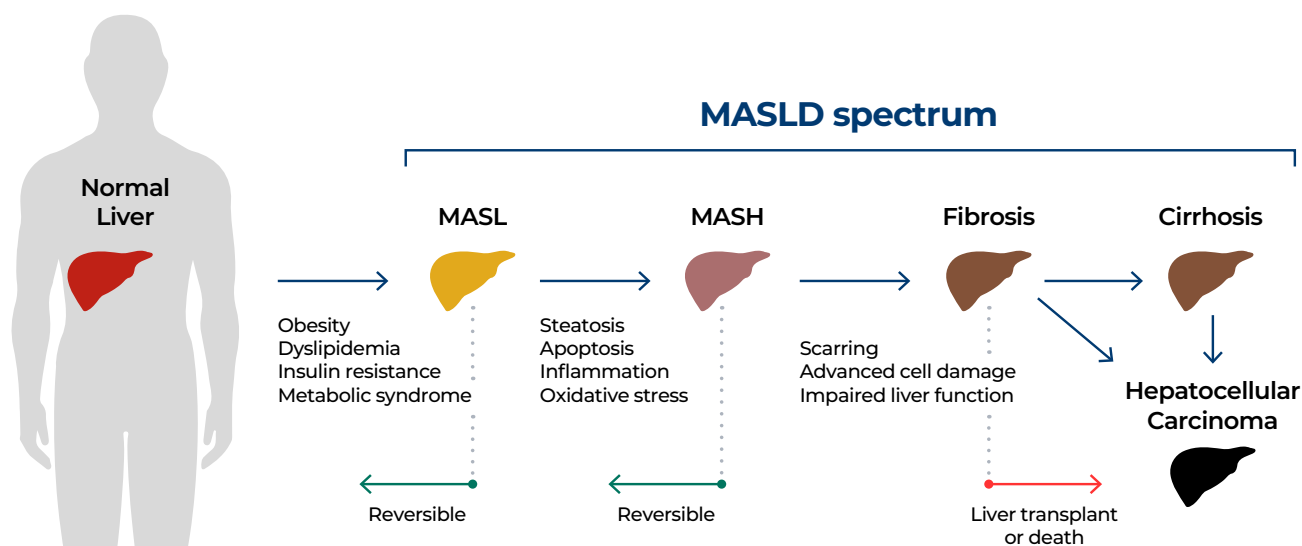 MASLD spectrum
Normal
Liver
MASL
MASH
Fibrosis
Cirrhosis
Obesity
Dyslipidemia
Insulin resistance
Metabolic syndrome
Steatosis
Apoptosis
Inflammation
Oxidative stress
Scarring
Advanced cell damage
Impaired liver function
Hepatocellular
Carcinoma
Reversible
Reversible
Liver transplant
or death